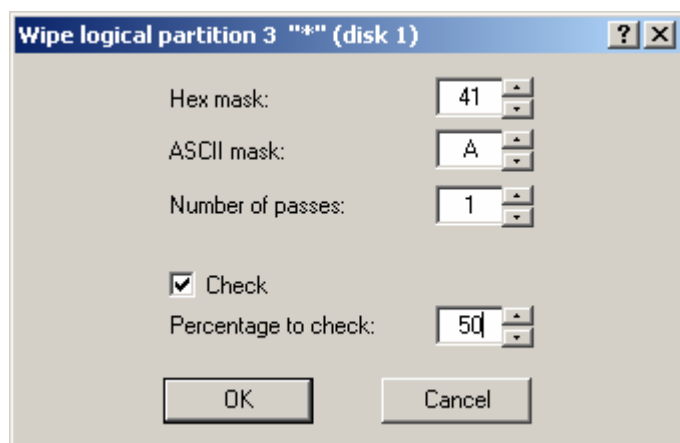 Wipe logical partition 3 "*" (disk 1)
Hex mask: 41
ASCII mask: A
Number of passes: 1
Check
Percentage to check: 50
OK Cancel